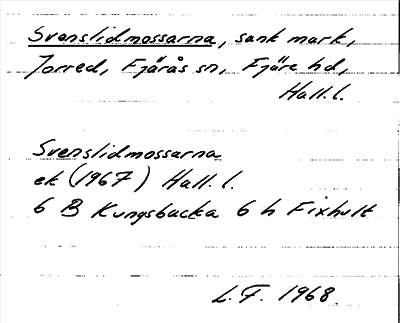 Svenslidmossarna, sank mark,
Torred, Fjärås sn, Fjäre hd,
Hall. l.
Svenslidmossarna
ek (1967) Hall. l.
6 B Kungsbacka 6 h Fixhult
L. F. 1968.